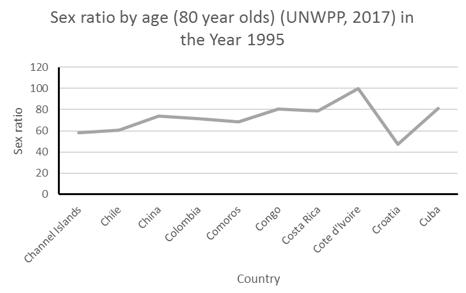 Sex ratio by age (80 year olds) (UNWPP, 2017) in
the Year 1995
120
100
80
60
40
20
0
Sex ratio
Channel Islands
Chile
China
Colombia
Comoros
Congo
Costa Rica
Cote d'Ivoire
Croatia
Cuba
Country